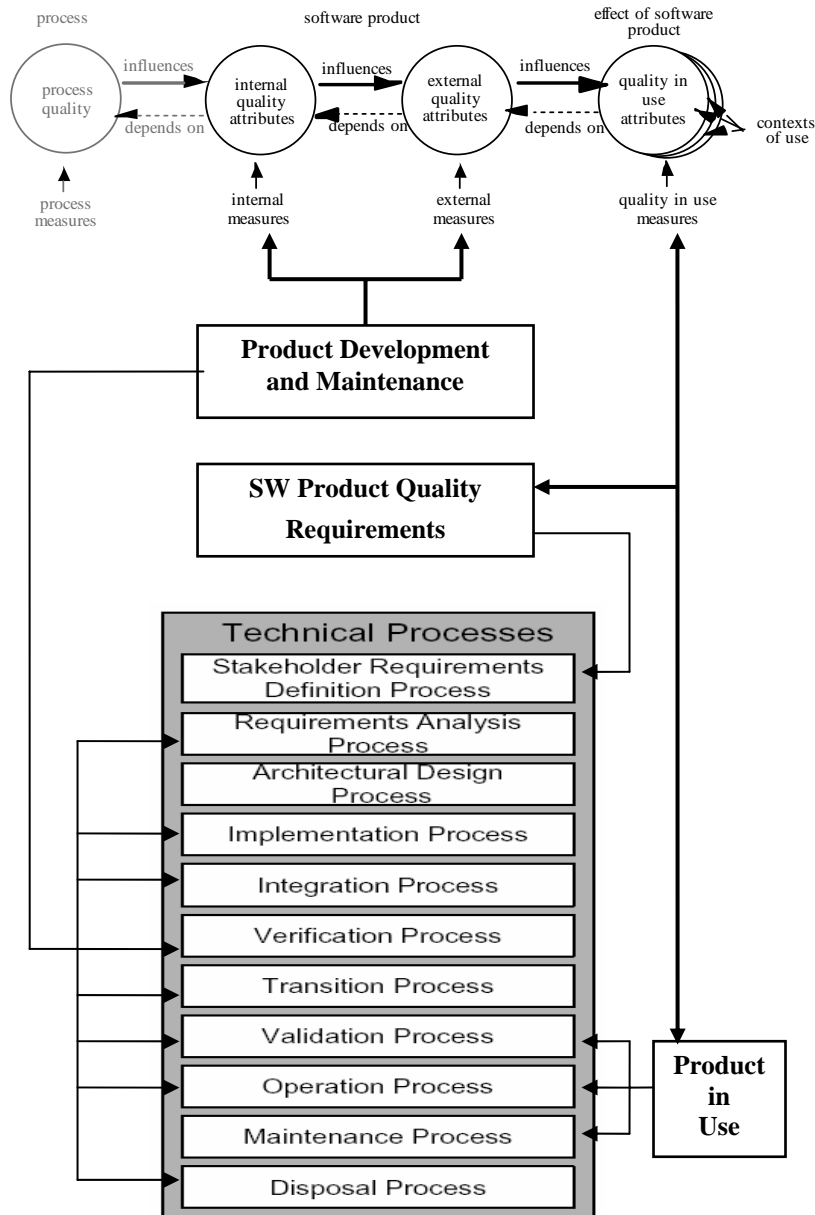 process
software product
effect of software
product
influences
influences
influences
process
quality
internal
quality
attributes
external
quality
attributes
quality in
use
attributes
depends on
depends on
depends on
contexts
of use
process
measures
internal
measures
external
measures
quality in use
measures
Product Development
and Maintenance
SW Product Quality
Requirements
Technical Processes
Stakeholder Requirements
Definition Process
Requirements Analysis
Process
Architectural Design
Process
Implementation Process
Integration Process
Verification Process
Transition Process
Validation Process
Operation Process
Maintenance Process
Disposal Process
Product
in
Use